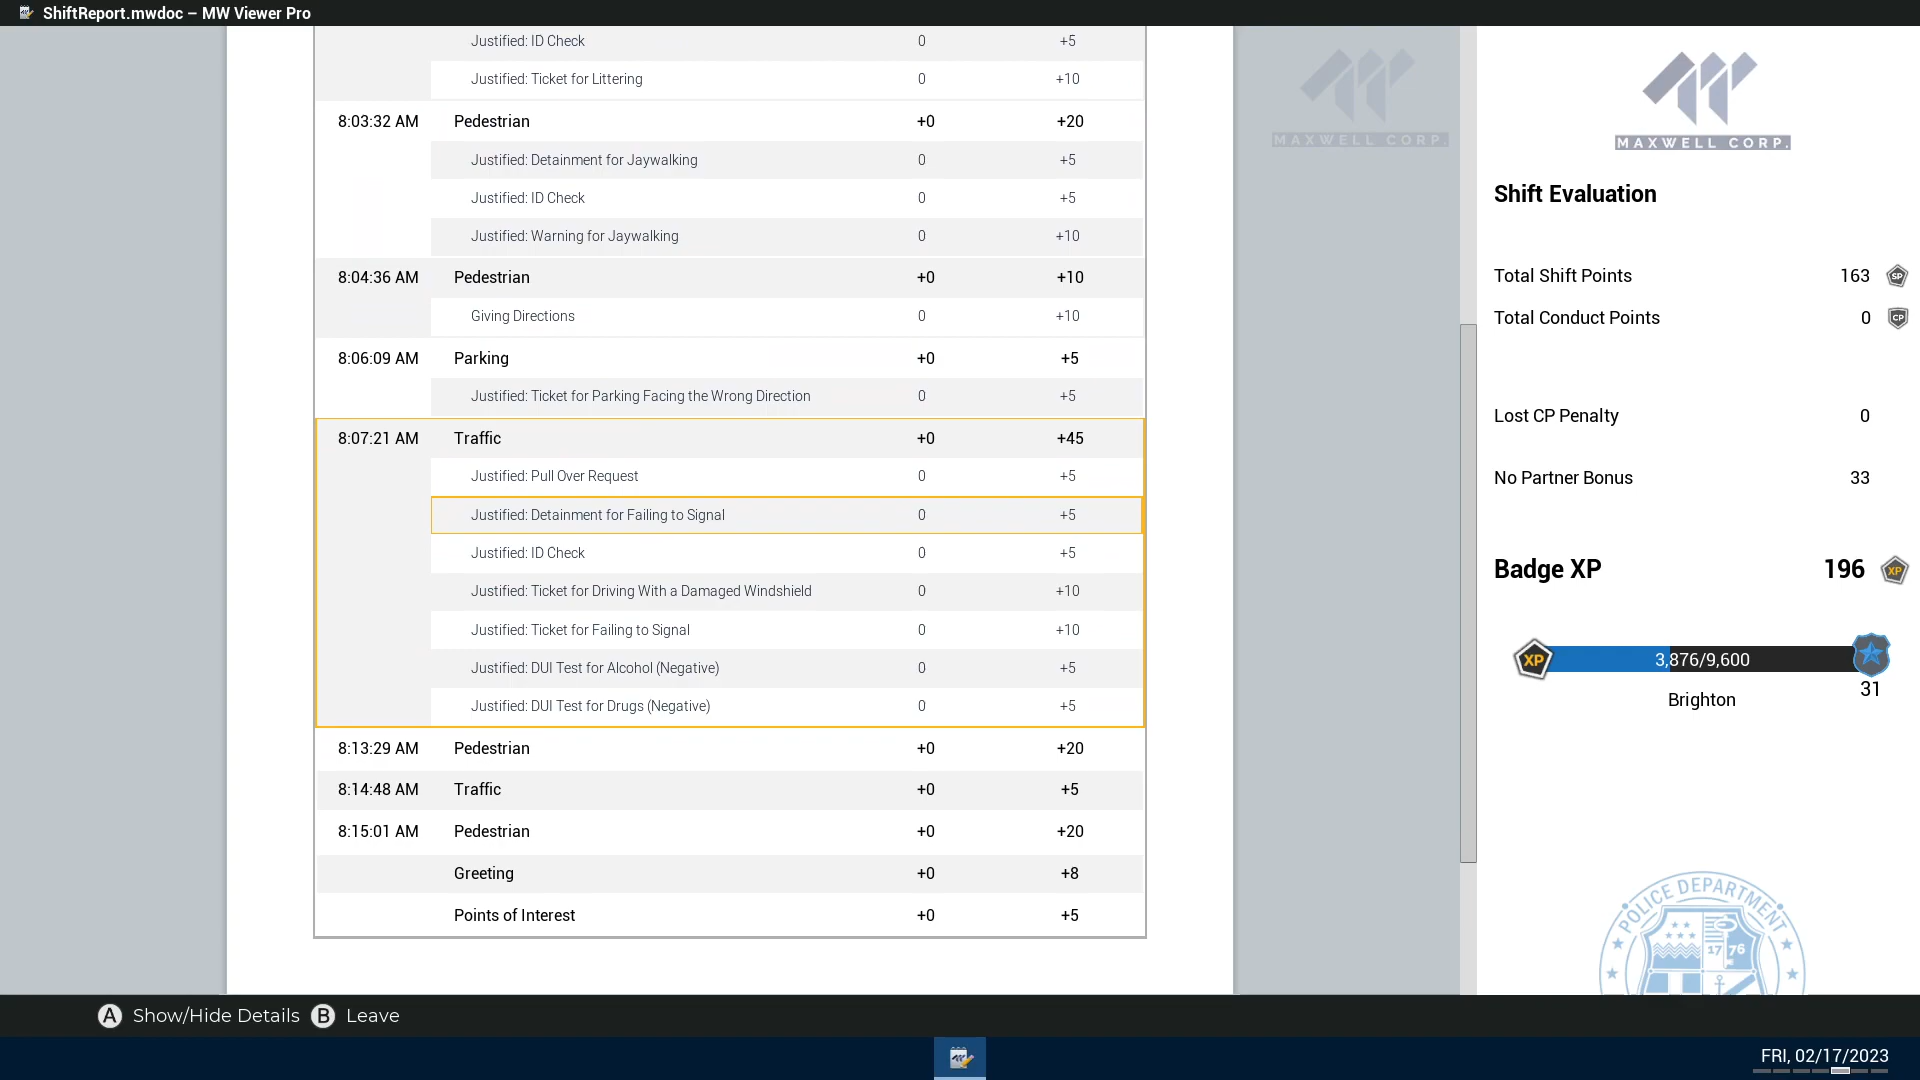 ShiftReport.mwdoc – MW Viewer Pro
Justified: ID Check 0 +5
Justified: Ticket for Littering 0 +10
8:03:32 AM Pedestrian +0 +20
Justified: Detainment for Jaywalking 0 +5
Justified: ID Check 0 +5
Justified: Warning for Jaywalking 0 +10
8:04:36 AM Pedestrian +0 +10
Giving Directions 0 +10
8:06:09 AM Parking +0 +5
Justified: Ticket for Parking Facing the Wrong Direction 0 +5
8:07:21 AM Traffic +0 +45
Justified: Pull Over Request 0 +5
Justified: Detainment for Failing to Signal 0 +5
Justified: ID Check 0 +5
Justified: Ticket for Driving With a Damaged Windshield 0 +10
Justified: Ticket for Failing to Signal 0 +10
Justified: DUI Test for Alcohol (Negative) 0 +5
Justified: DUI Test for Drugs (Negative) 0 +5
8:13:29 AM Pedestrian +0 +20
8:14:48 AM Traffic +0 +5
8:15:01 AM Pedestrian +0 +20
Greeting +0 +8
Points of Interest +0 +5
MAXWELL CORP.
MAXWELL CORP.
Shift Evaluation
Total Shift Points 163 SP
Total Conduct Points 0 CP
Lost CP Penalty 0
No Partner Bonus 33
Badge XP 196 XP
XP 3,876/9,600
31
Brighton
POLICE DEPARTMENT
17 76
A Show/Hide Details B Leave
FRI, 02/17/2023